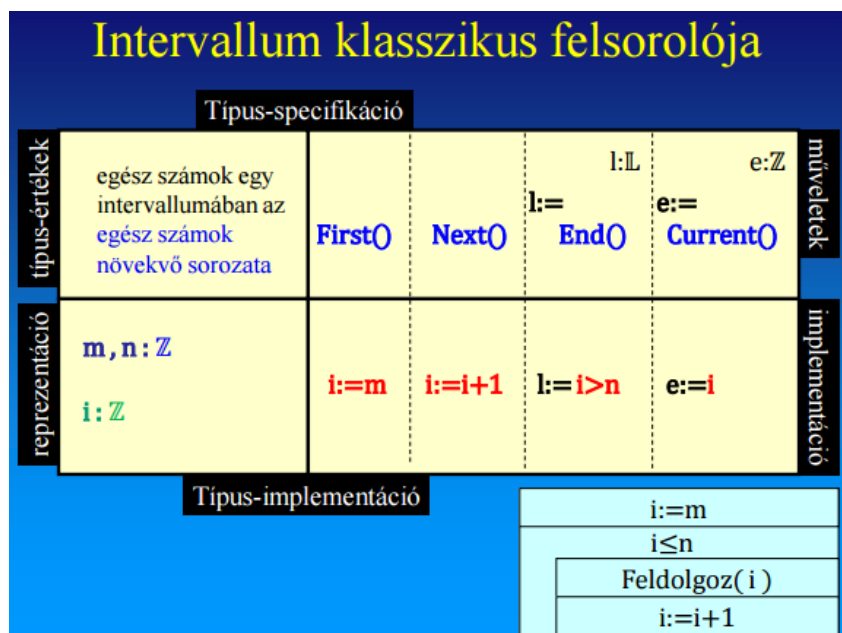 Intervallum klasszikus felsorolója
Típus-specifikáció
típus-értékek
egész számok egy
intervallumában az
egész számok
növekvő sorozata
First()
Next()
l:𝕃
l:=
End()
e:ℤ
e:=
Current()
műveletek
reprezentáció
m,n:ℤ
i:ℤ
i:=m
i:=i+1
l:=i>n
e:=i
implementáció
Típus-implementáció
i:=m
i≤n
Feldolgoz(i)
i:=i+1